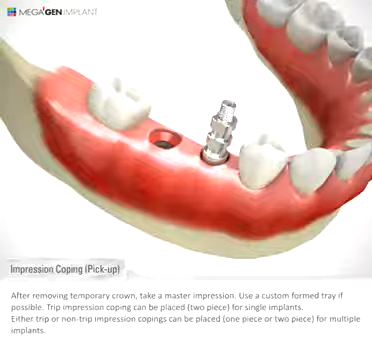 MEGA'GEN IMPLANT
Impression Coping (Pick-up)
After removing temporary crown, take a master impression. Use a custom formed tray if
possible. Trip impression coping can be placed (two piece) for single implants.
Either trip or non-trip impression copings can be placed (one piece or two piece) for multiple
implants.